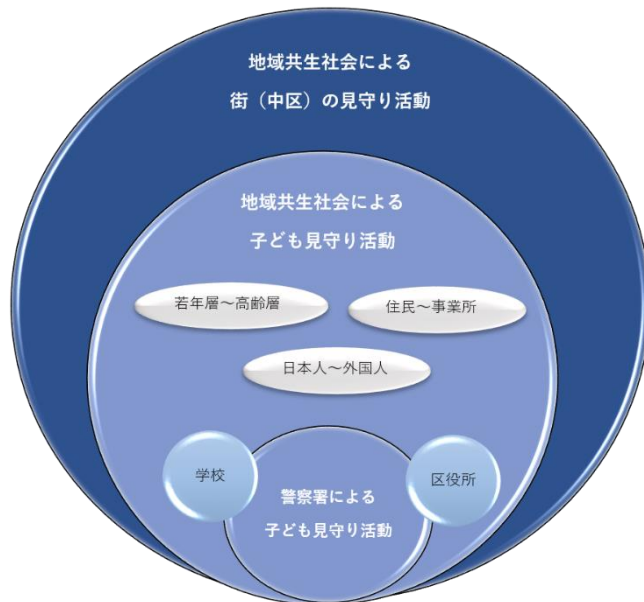 地域共生社会による
街（中区）の見守り活動
地域共生社会による
子ども見守り活動
若年層～高齢層
住民～事業所
日本人～外国人
学校
区役所
警察署による
子ども見守り活動